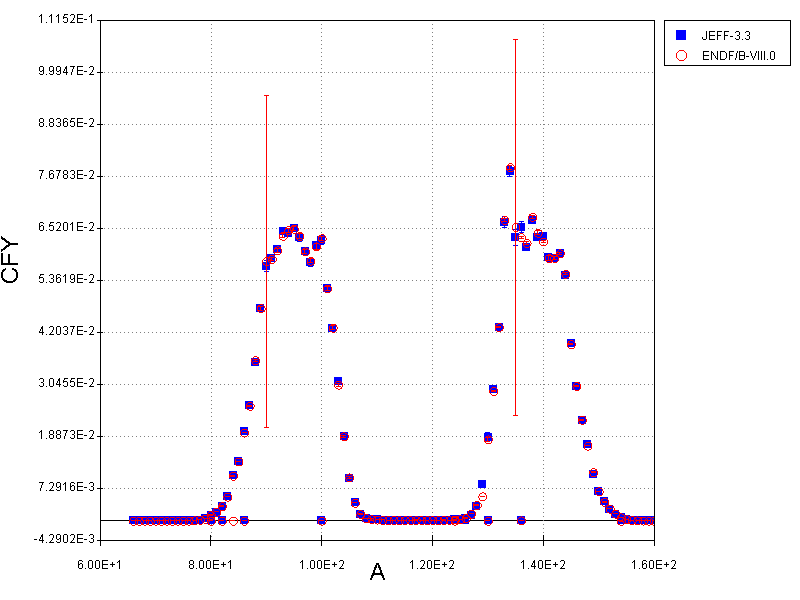 1.1152E-1
9.9947E-2
8.8365E-2
7.6783E-2
6.5201E-2
5.3619E-2
4.2037E-2
3.0455E-2
1.8873E-2
7.2916E-3
-4.2902E-3
CFY
6.00E+1 8.00E+1 1.00E+2 1.20E+2 1.40E+2 1.60E+2
A
JEFF-3.3
ENDF/B-VIII.0